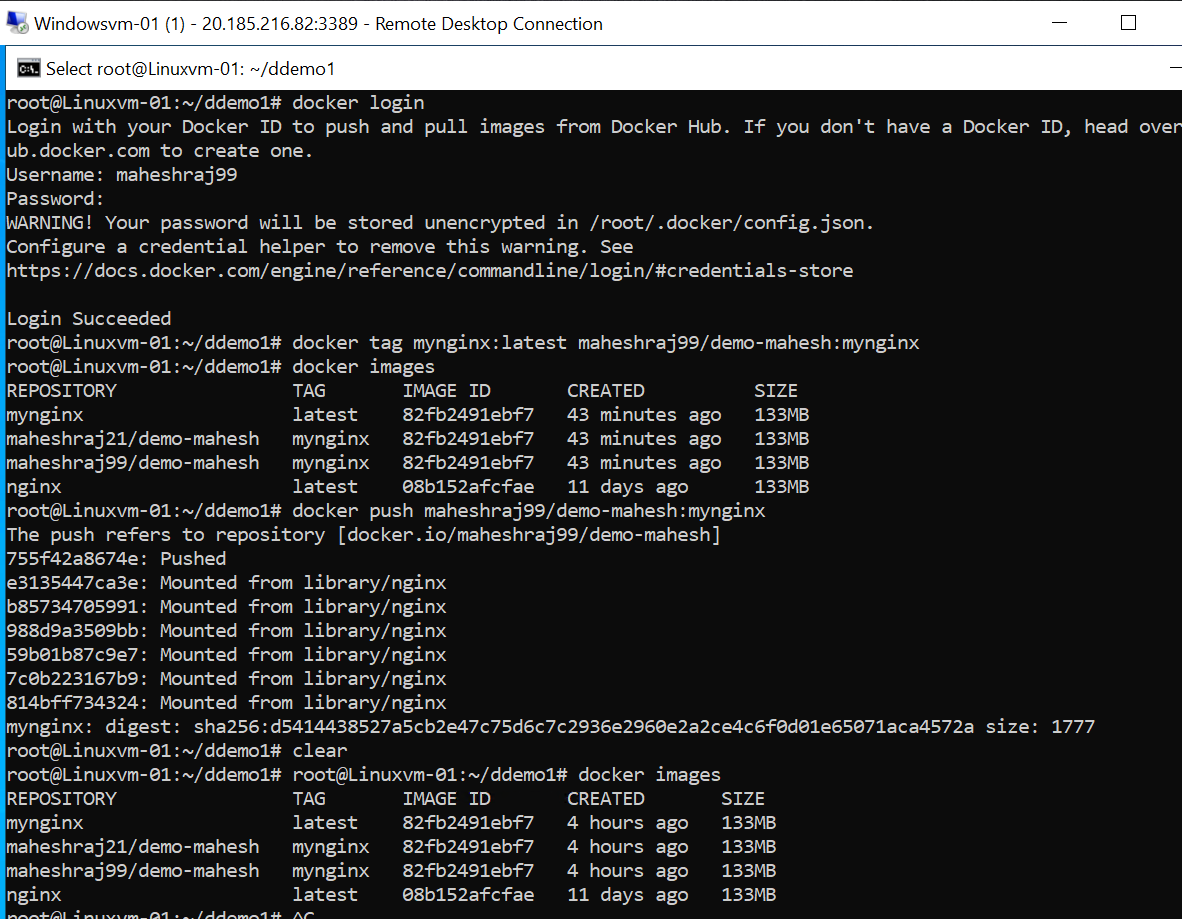 Windowsvm-01 (1) - 20.185.216.82:3389 - Remote Desktop Connection
C:\. Select root@Linuxvm-01: ~/ddemo1
root@Linuxvm-01:~/ddemo1# docker login
Login with your Docker ID to push and pull images from Docker Hub. If you don't have a Docker ID, head over
ub.docker.com to create one.
Username: maheshraj99
Password:
WARNING! Your password will be stored unencrypted in /root/.docker/config.json.
Configure a credential helper to remove this warning. See
https://docs.docker.com/engine/reference/commandline/login/#credentials-store
Login Succeeded
root@Linuxvm-01:~/ddemo1# docker tag mynginx:latest maheshraj99/demo-mahesh:mynginx
root@Linuxvm-01:~/ddemo1# docker images
REPOSITORY TAG IMAGE ID CREATED SIZE
mynginx latest 82fb2491ebf7 43 minutes ago 133MB
maheshraj21/demo-mahesh mynginx 82fb2491ebf7 43 minutes ago 133MB
maheshraj99/demo-mahesh mynginx 82fb2491ebf7 43 minutes ago 133MB
nginx latest 08b152afcfae 11 days ago 133MB
root@Linuxvm-01:~/ddemo1# docker push maheshraj99/demo-mahesh:mynginx
The push refers to repository [docker.io/maheshraj99/demo-mahesh]
755f42a8674e: Pushed
e3135447ca3e: Mounted from library/nginx
b85734705991: Mounted from library/nginx
988d9a3509bb: Mounted from library/nginx
59b01b87c9e7: Mounted from library/nginx
7c0b223167b9: Mounted from library/nginx
814bff734324: Mounted from library/nginx
mynginx: digest: sha256:d5414438527a5cb2e47c75d6c7c2936e2960e2a2ce4c6f0d01e65071aca4572a size: 1777
root@Linuxvm-01:~/ddemo1# clear
root@Linuxvm-01:~/ddemo1# root@Linuxvm-01:~/ddemo1# docker images
REPOSITORY TAG IMAGE ID CREATED SIZE
mynginx latest 82fb2491ebf7 4 hours ago 133MB
maheshraj21/demo-mahesh mynginx 82fb2491ebf7 4 hours ago 133MB
maheshraj99/demo-mahesh mynginx 82fb2491ebf7 4 hours ago 133MB
nginx latest 08b152afcfae 11 days ago 133MB
root@Linuxvm-01:~/ddemo1# ^C